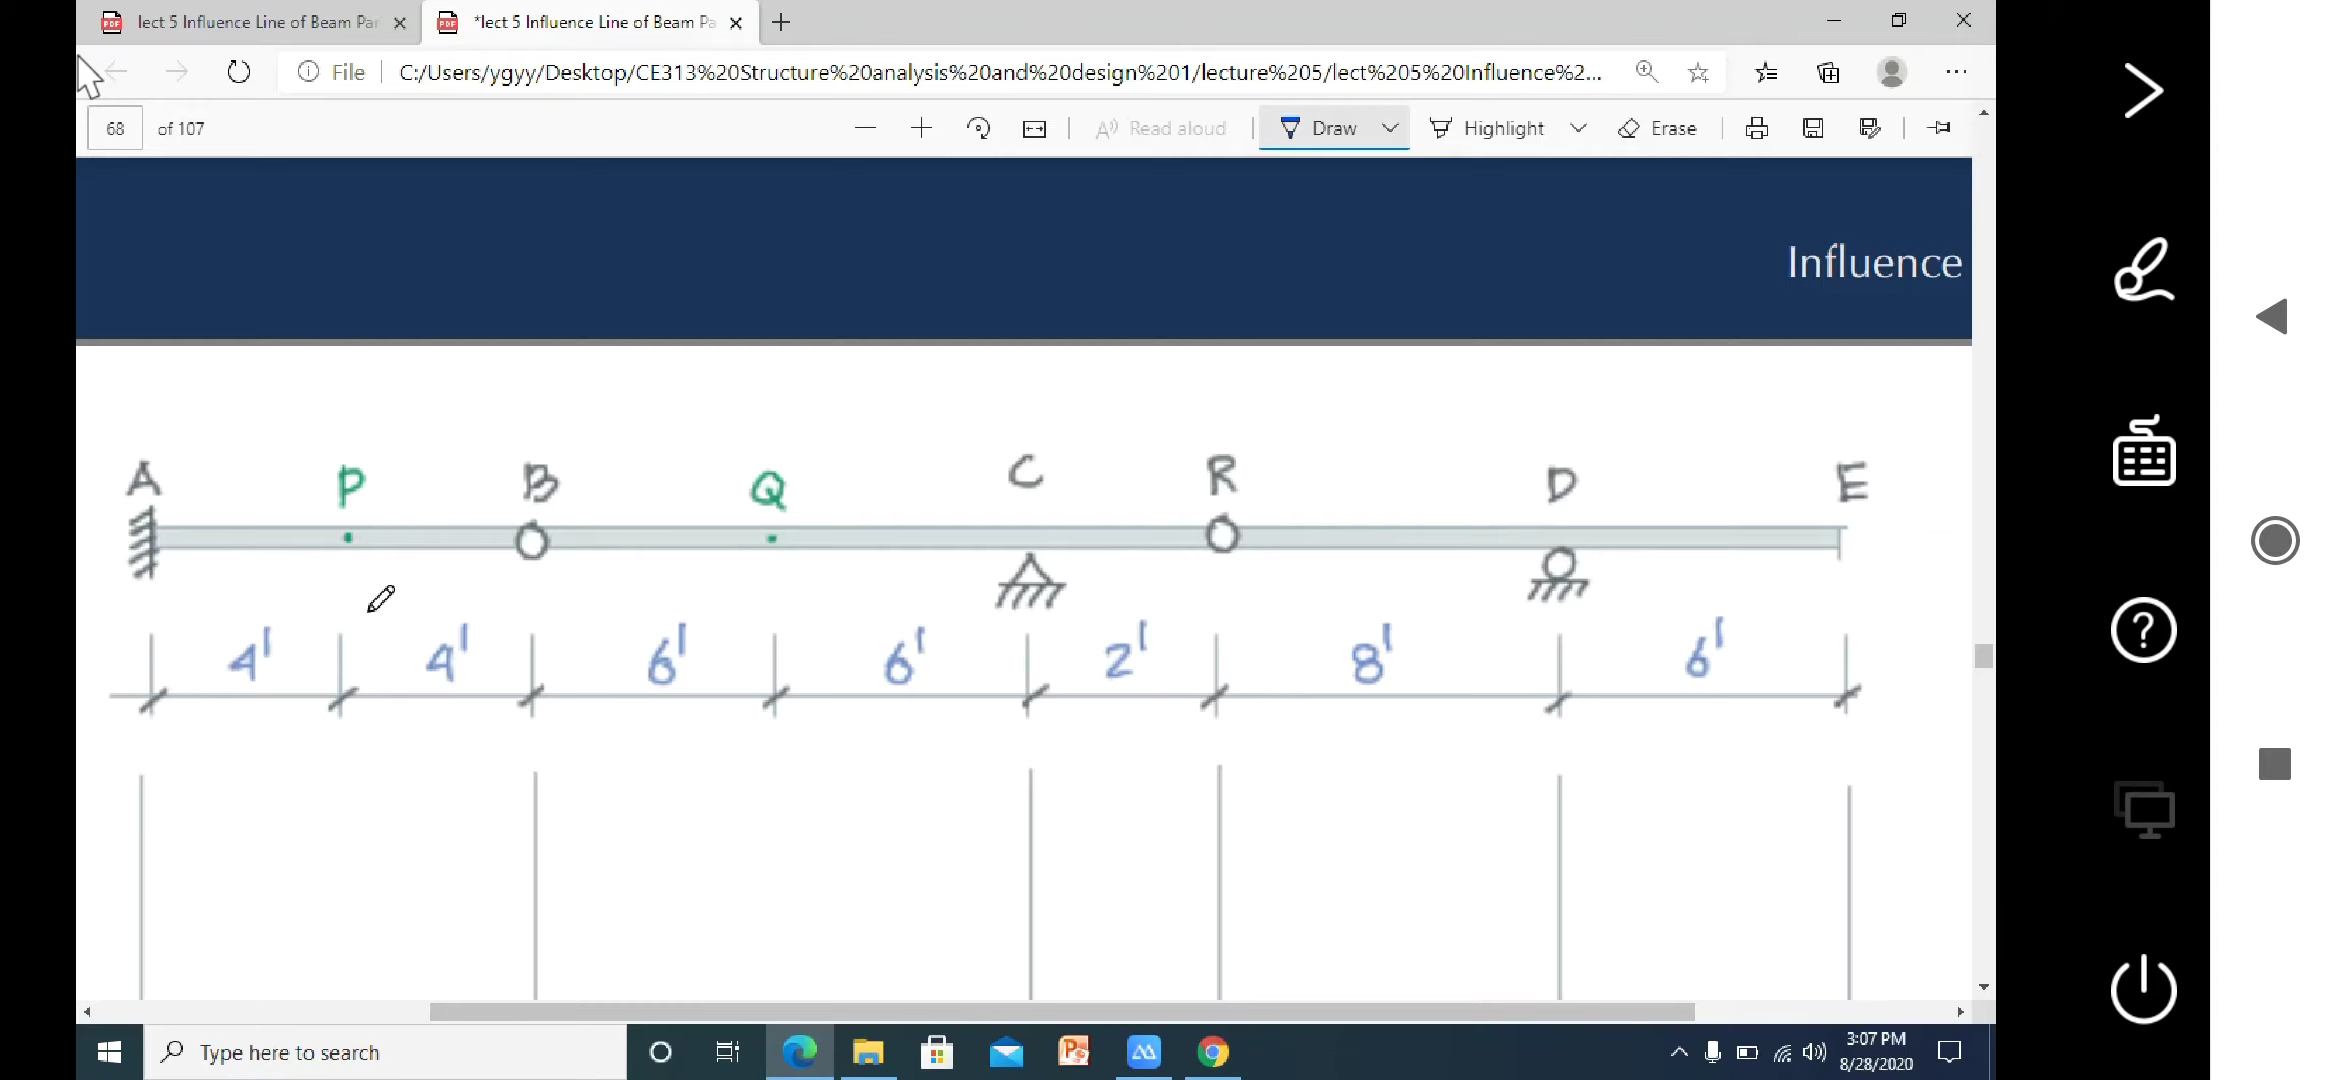 lect 5 Influence Line of Beam Par
*lect 5 Influence Line of Beam Pa
File
C:/Users/ygyy/Desktop/CE313%20Structure%20analysis%20and%20design%201/lecture%205/lect%205%20Influence%2...
68 of 107
Read aloud
Draw
Highlight
Erase
Influence
A P B Q C R D E
4' 4' 6' 6' 2' 8' 6'
Type here to search
3:07 PM
8/28/2020